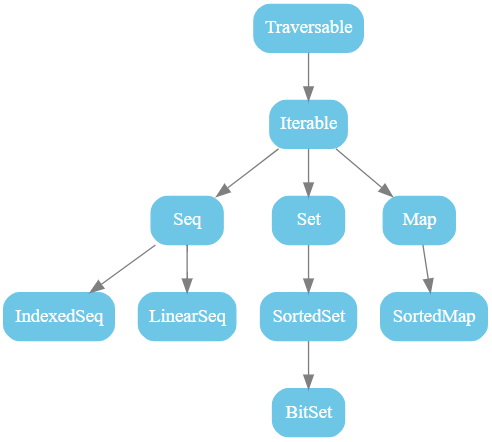 Traversable
Iterable
Seq
Set
Map
IndexedSeq
LinearSeq
SortedSet
SortedMap
BitSet